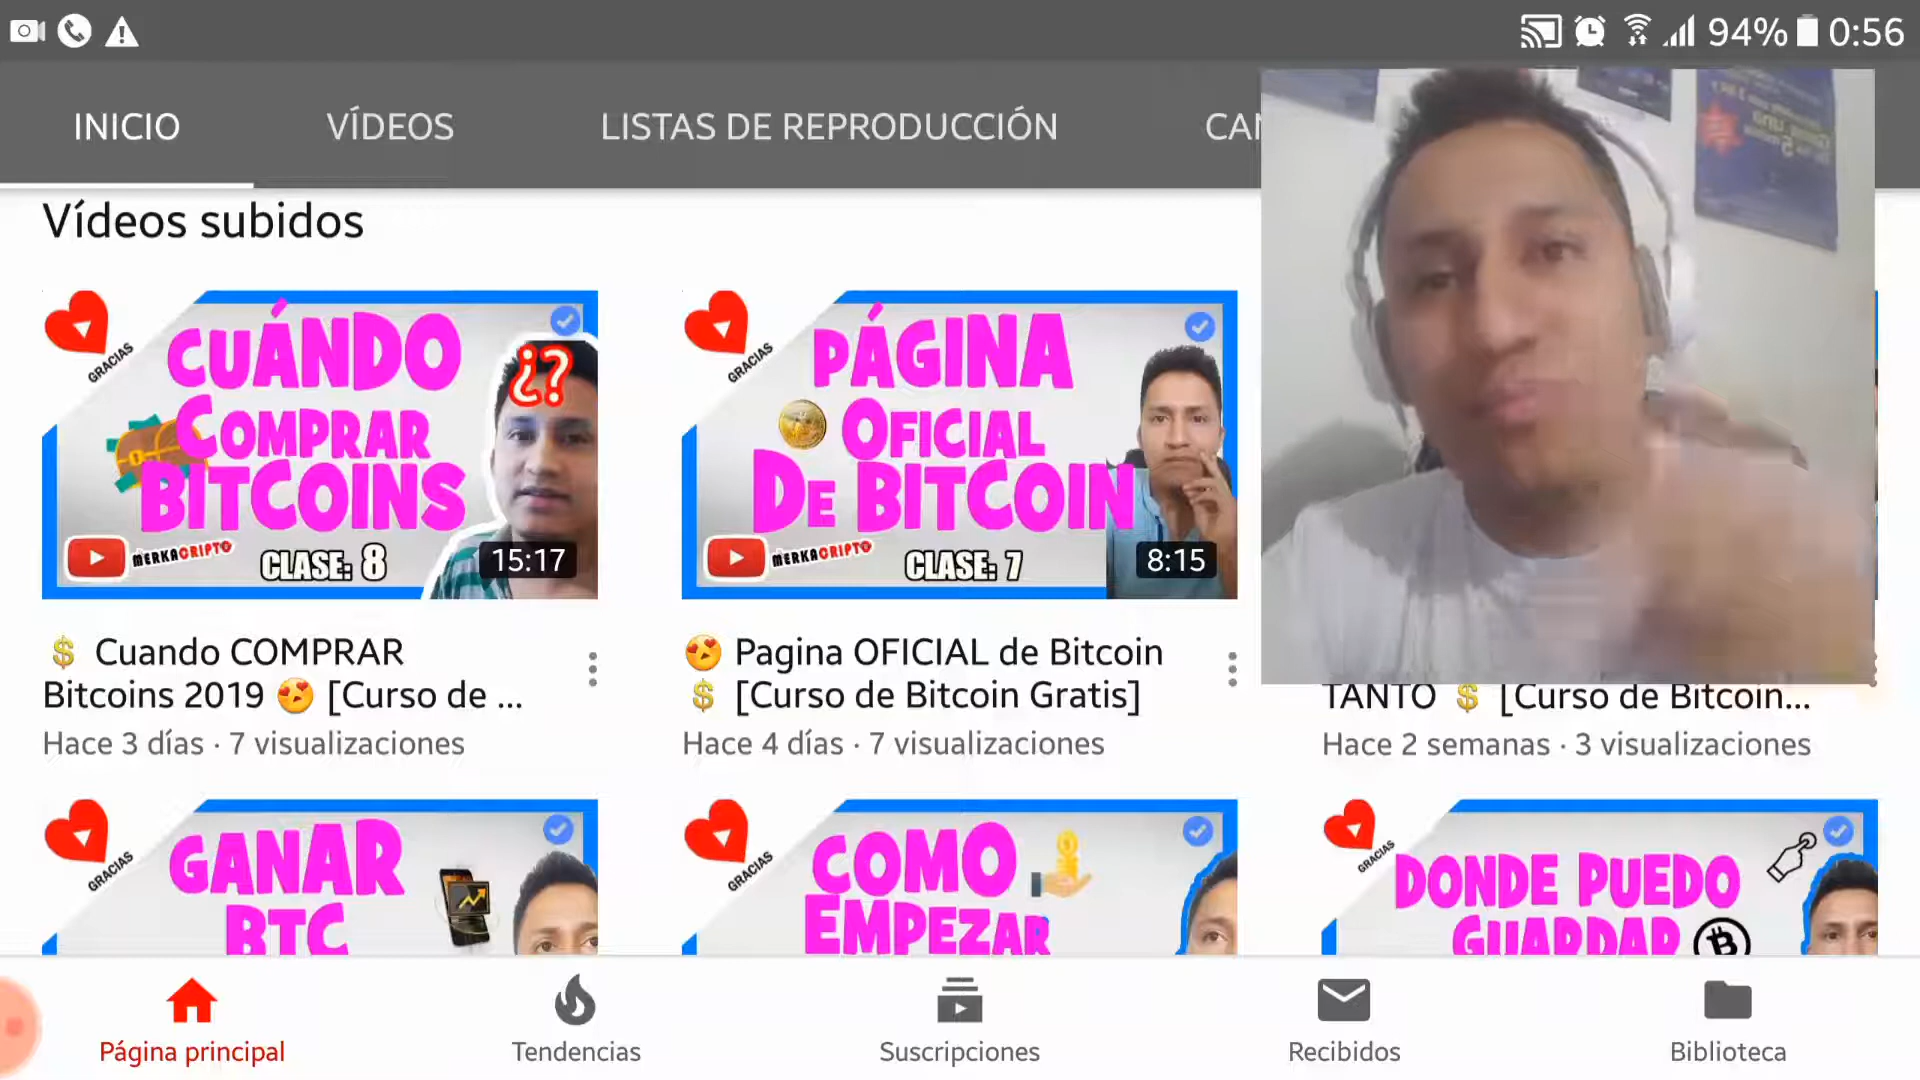 94% 0:56
INICIO
VÍDEOS
LISTAS DE REPRODUCCIÓN
CAN
Vídeos subidos
GRACIAS
CUÁNDO
¿?
COMPRAR
BITCOINS
MERKACRIPTO
CLASE: 8
15:17
GRACIAS
PÁGINA
OFICIAL
DE BITCOIN
MERKACRIPTO
CLASE: 7
8:15
💲 Cuando COMPRAR
Bitcoins 2019 😍 [Curso de ...
Hace 3 días · 7 visualizaciones
😍 Pagina OFICIAL de Bitcoin
💲 [Curso de Bitcoin Gratis]
Hace 4 días · 7 visualizaciones
TANTO 💲 [Curso de Bitcoin...
Hace 2 semanas · 3 visualizaciones
GRACIAS
GANAR
BTC
GRACIAS
COMO
EMPEZAR
GRACIAS
DONDE PUEDO
GUARDAR
Página principal
Tendencias
Suscripciones
Recibidos
Biblioteca